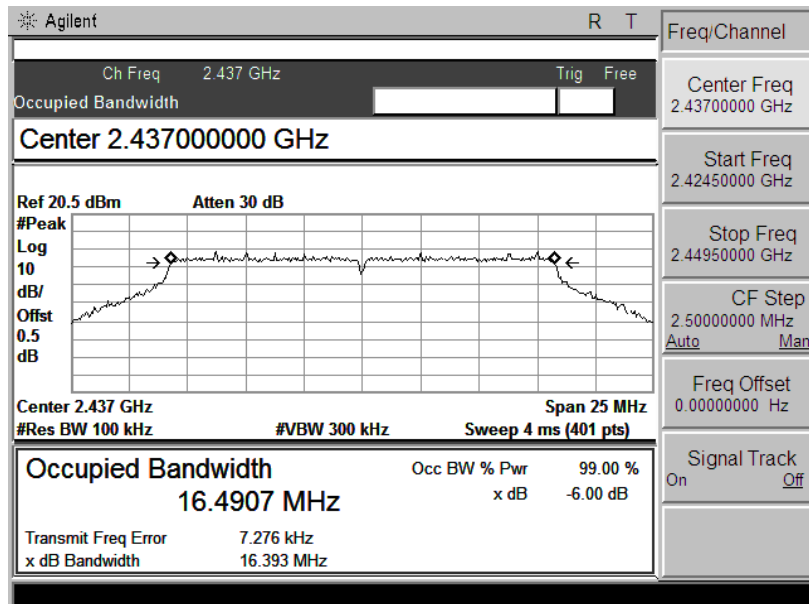 Agilent R T
Ch Freq 2.437 GHz Trig Free
Occupied Bandwidth
Center 2.437000000 GHz
Ref 20.5 dBm Atten 30 dB
#Peak
Log
10
dB/
Offst
0.5
dB
Center 2.437 GHz Span 25 MHz
#Res BW 100 kHz #VBW 300 kHz Sweep 4 ms (401 pts)
Occupied Bandwidth Occ BW % Pwr 99.00 %
16.4907 MHz x dB -6.00 dB
Transmit Freq Error 7.276 kHz
x dB Bandwidth 16.393 MHz
Freq/Channel
Center Freq
2.43700000 GHz
Start Freq
2.42450000 GHz
Stop Freq
2.44950000 GHz
CF Step
2.50000000 MHz
Auto Man
Freq Offset
0.00000000 Hz
Signal Track
On Off